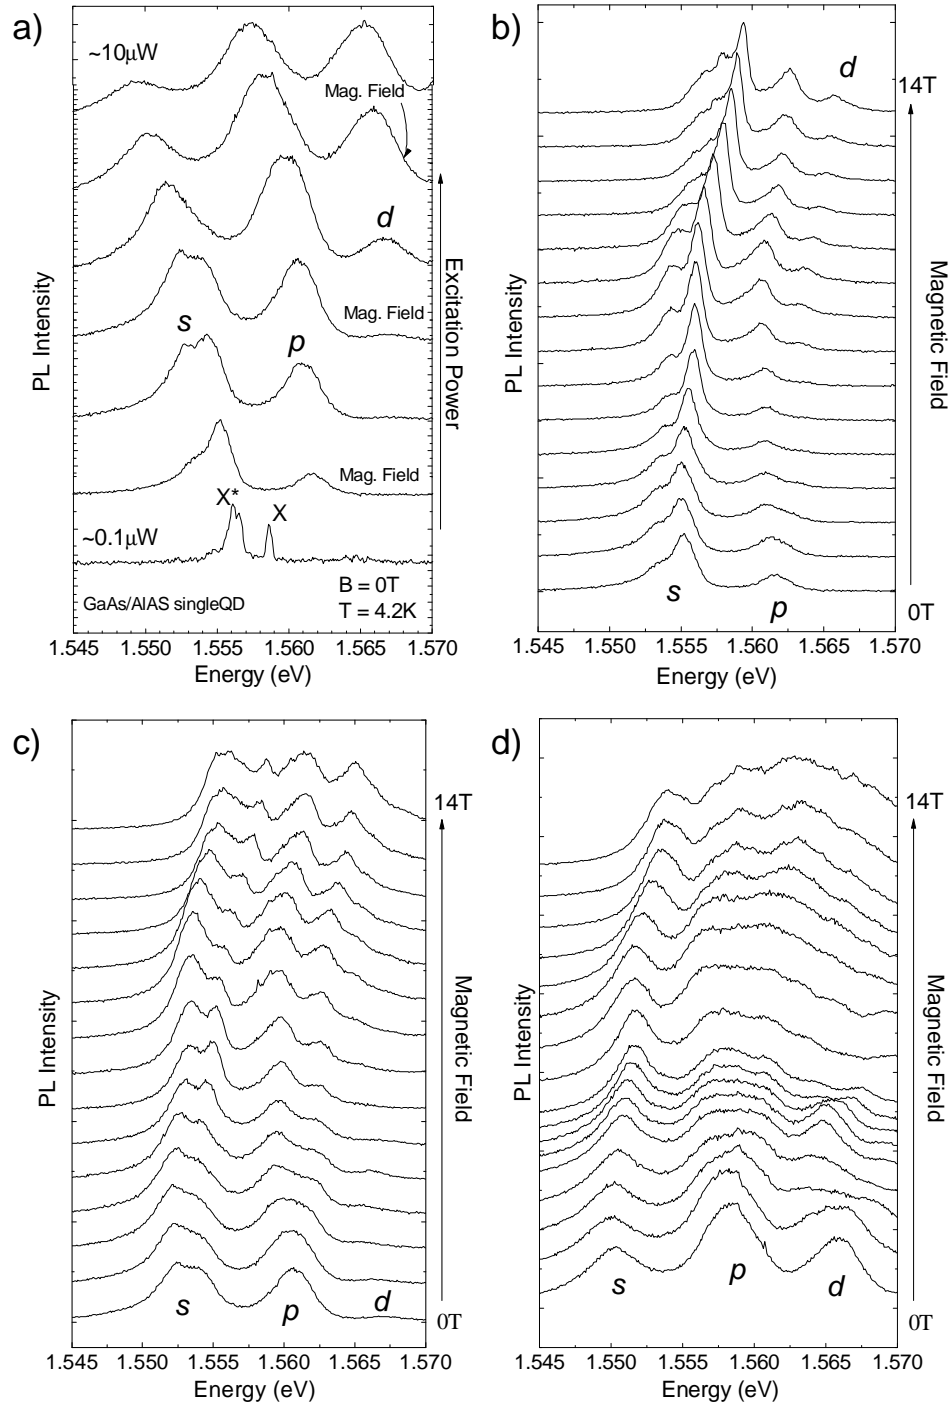 a)
~10μW
Mag. Field
d
Mag. Field
s
p
Mag. Field
X*
X
~0.1μW
B = 0T
GaAs/AlAS singleQD
T = 4.2K
PL Intensity
Excitation Power
1.545 1.550 1.555 1.560 1.565 1.570
Energy (eV)
b)
d
14T
s
p
0T
PL Intensity
Magnetic Field
1.545 1.550 1.555 1.560 1.565 1.570
Energy (eV)
c)
14T
s
p
d
0T
PL Intensity
Magnetic Field
1.545 1.550 1.555 1.560 1.565 1.570
Energy (eV)
d)
14T
s
p
d
0T
PL Intensity
Magnetic Field
1.545 1.550 1.555 1.560 1.565 1.570
Energy (eV)